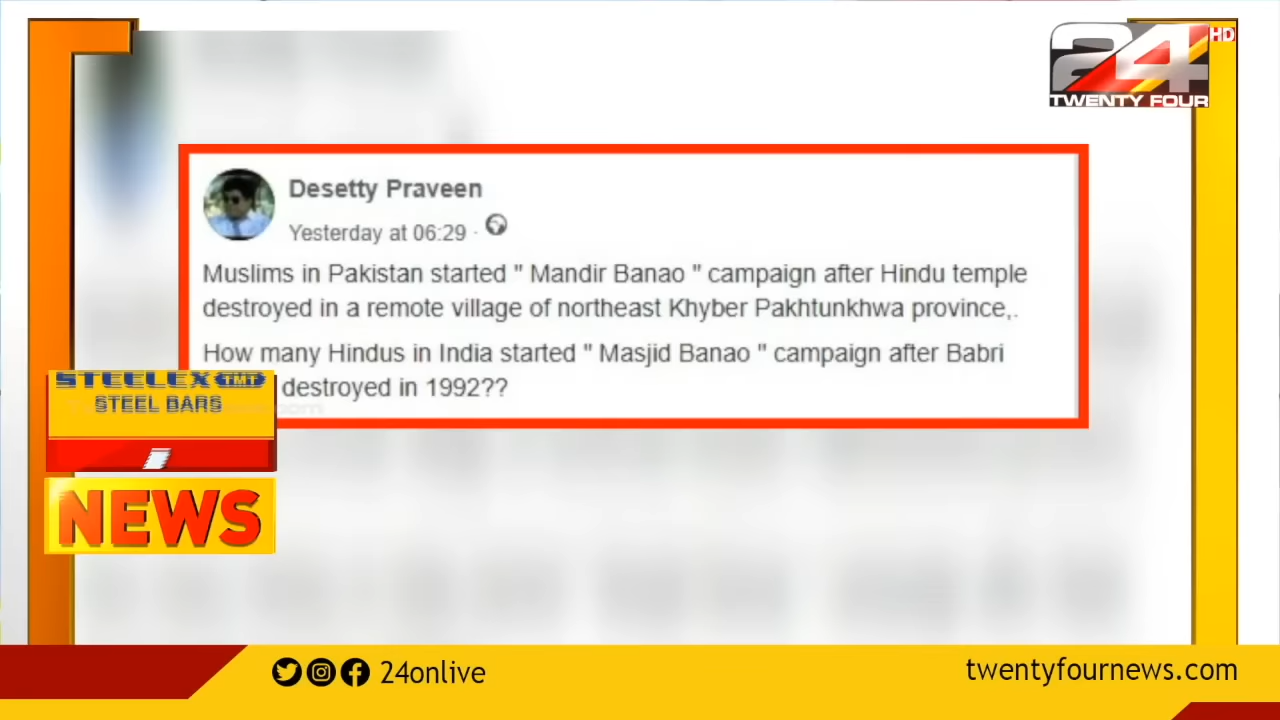 24 HD
TWENTY FOUR
Desetty Praveen
Yesterday at 06:29 ·
Muslims in Pakistan started " Mandir Banao " campaign after Hindu temple
destroyed in a remote village of northeast Khyber Pakhtunkhwa province,.
How many Hindus in India started " Masjid Banao " campaign after Babri
destroyed in 1992??
STEELEX TMT
STEEL BARS
NEWS
24onlive
twentyfournews.com